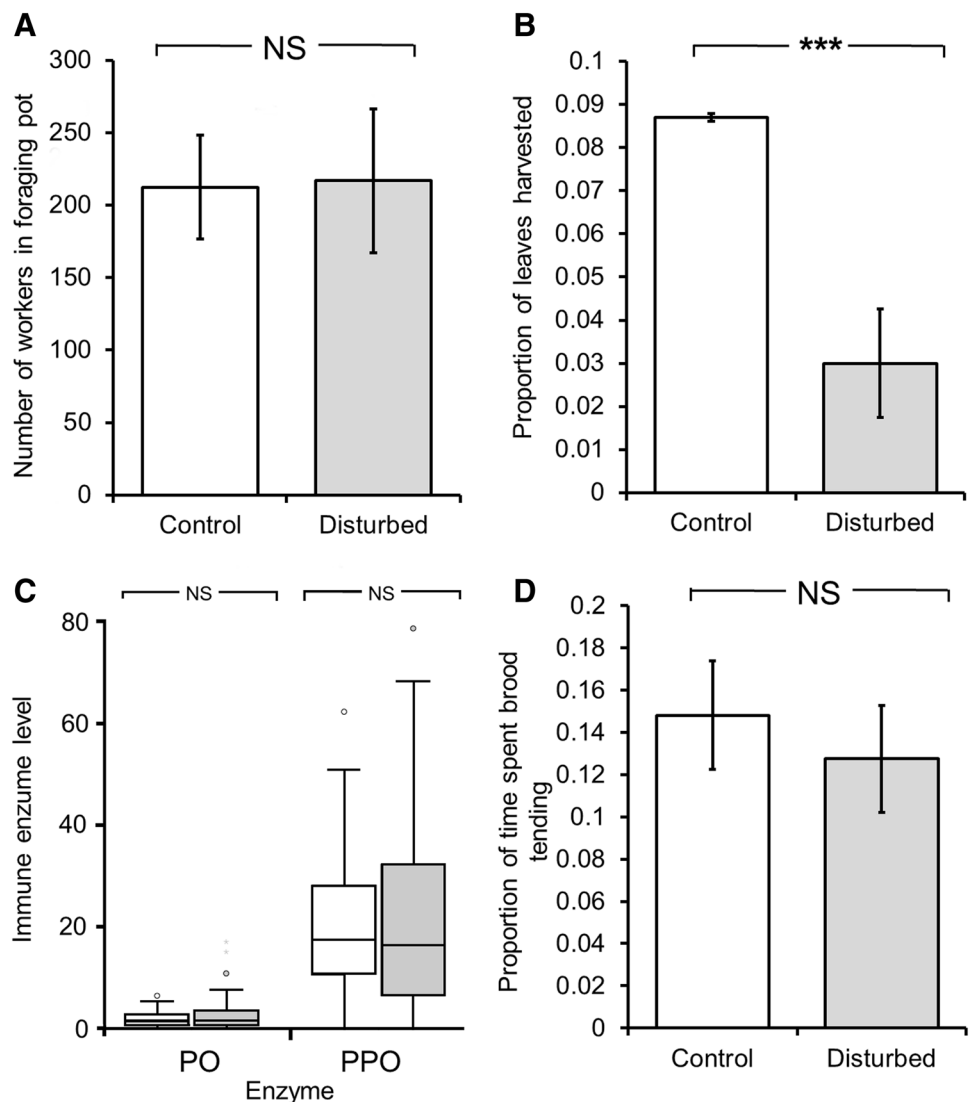 A
NS
300
250
200
150
100
50
0
Number of workers in foraging pot
Control Disturbed
B
***
0.1
0.09
0.08
0.07
0.06
0.05
0.04
0.03
0.02
0.01
0
Proportion of leaves harvested
Control Disturbed
C
NS NS
80
60
40
20
0
Immune enzume level
PO PPO
Enzyme
D
NS
0.2
0.18
0.16
0.14
0.12
0.1
0.08
0.06
0.04
0.02
0
Proportion of time spent brood
tending
Control Disturbed